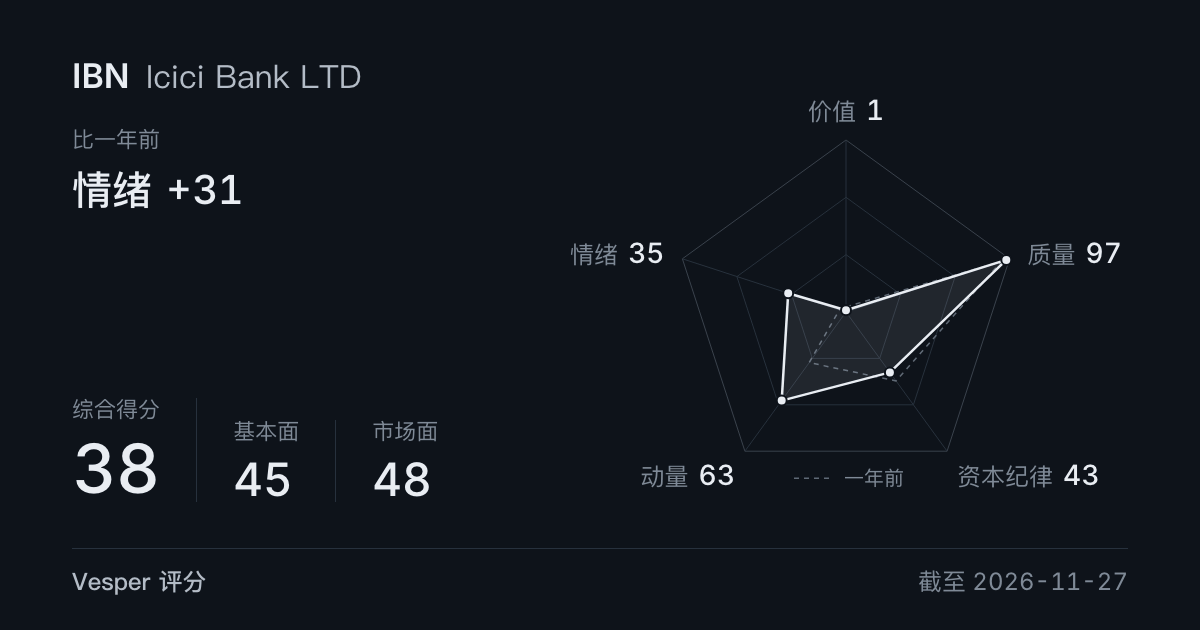 IBN Icici Bank LTD
比一年前
情绪 +31
价值 1
情绪 35
质量 97
动量 63
一年前
资本纪律 43
综合得分
38
基本面
45
市场面
48
Vesper 评分
截至 2026-11-27